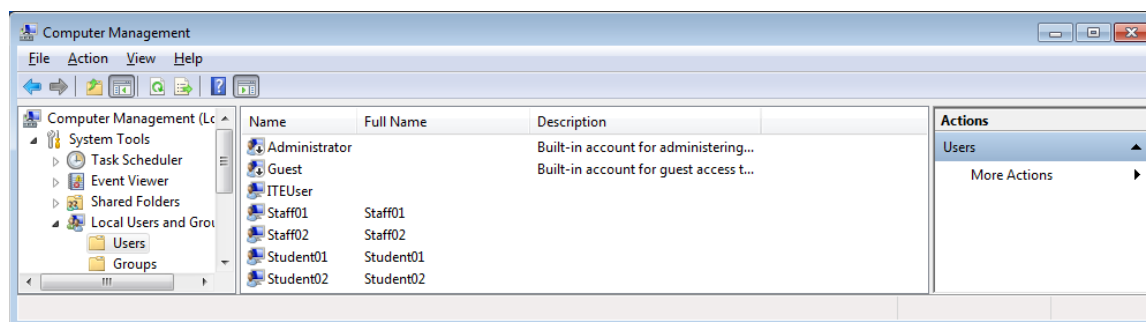 Computer Management
File Action View Help
Computer Management (Lc
System Tools
Task Scheduler
Event Viewer
Shared Folders
Local Users and Grou
Users
Groups
Name Full Name Description
Administrator Built-in account for administering...
Guest Built-in account for guest access t...
ITEUser
Staff01 Staff01
Staff02 Staff02
Student01 Student01
Student02 Student02
Actions
Users
More Actions